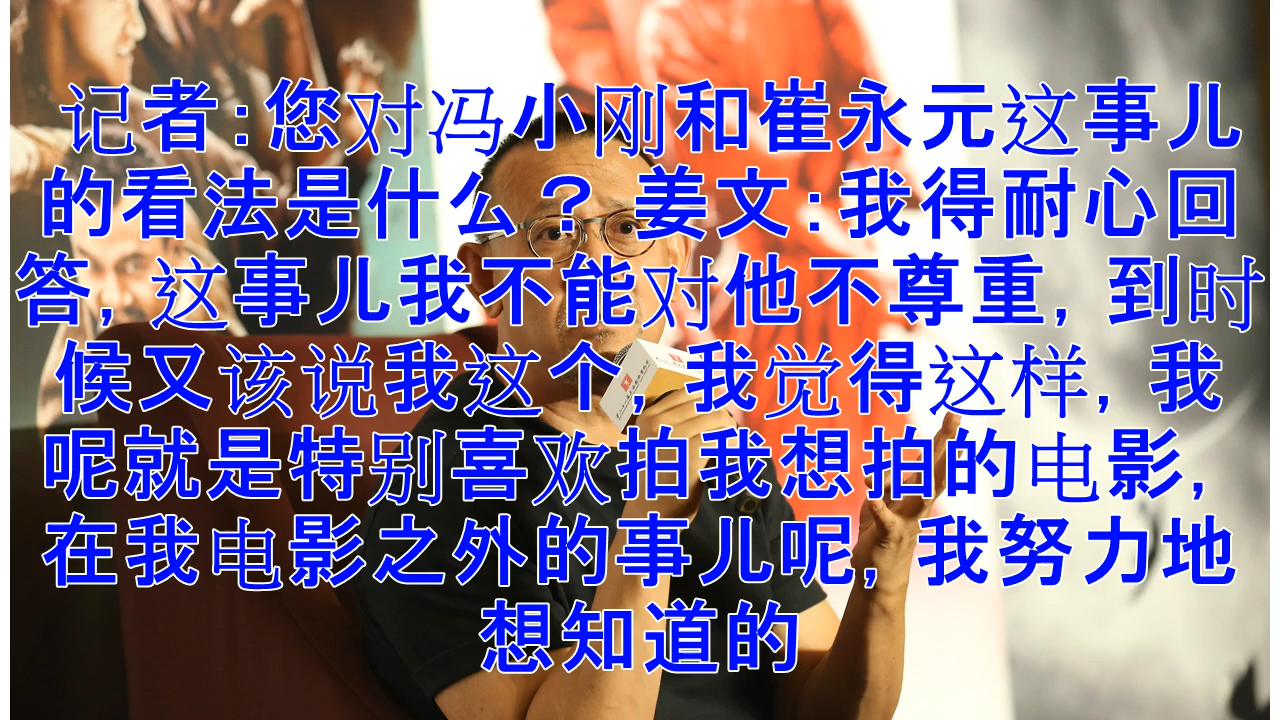 记者:您对冯小刚和崔永元这事儿
的看法是什么?姜文:我得耐心回
答,这事儿我不能对他不尊重,到时
候又该说我这个,我觉得这样,我
呢就是特别喜欢拍我想拍的电影,
在我电影之外的事儿呢,我努力地
想知道的